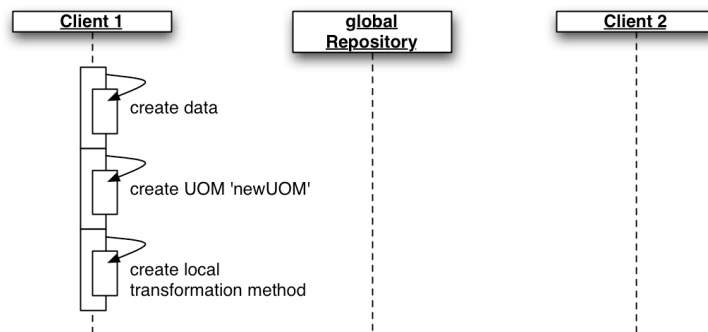 Client 1
global
Repository
Client 2
create data
create UOM 'newUOM'
create local
transformation method